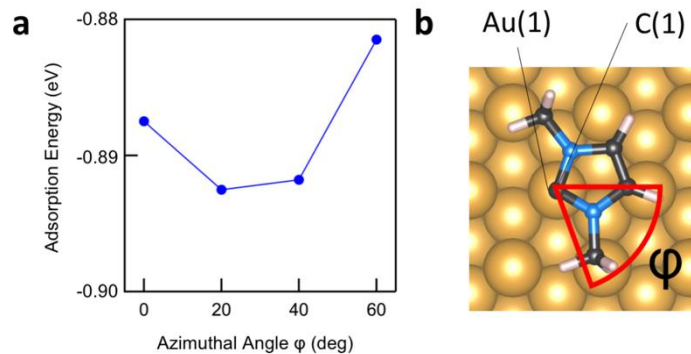 a
b
Au(1)
C(1)
-0.88
-0.89
-0.90
Adsorption Energy (eV)
0
20
40
60
Azimuthal Angle φ (deg)
φ